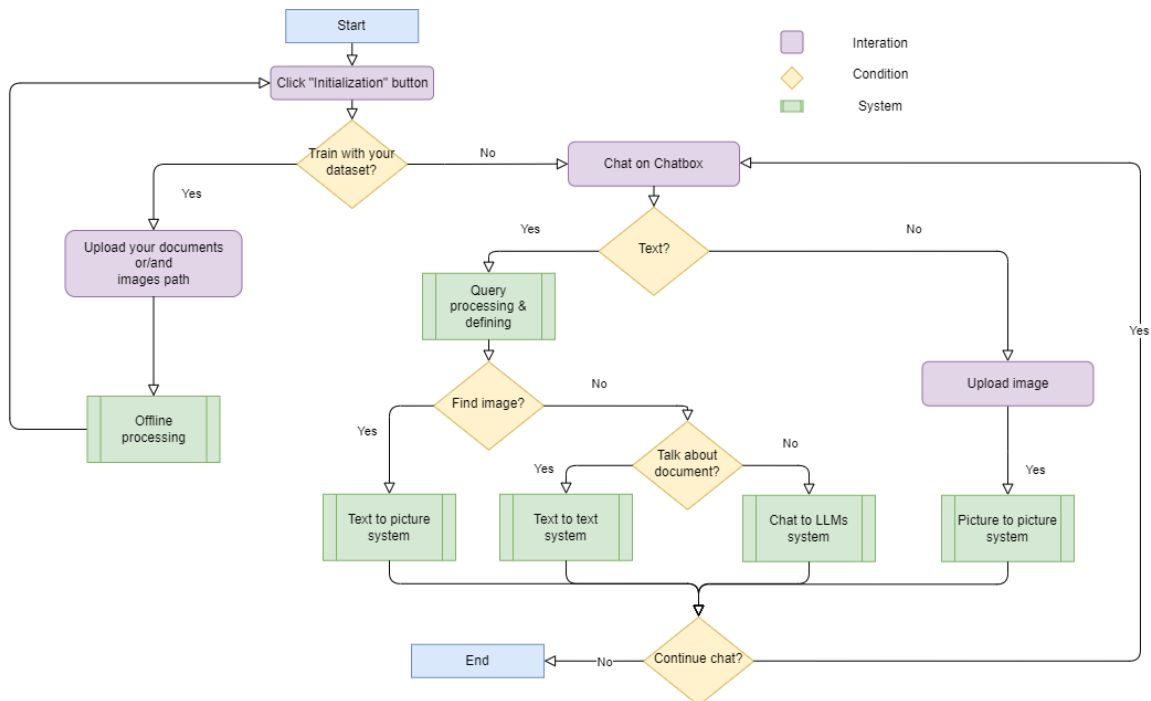 Start
Interation
Click "Initialization" button
Condition
System
Train with your
dataset?
No
Chat on Chatbox
Yes
Upload your documents
or/and
images path
Yes
Text?
No
Query
processing &
defining
Yes
Find image?
No
Upload image
Offline
processing
Yes
Talk about
document?
No
Yes
Yes
Text to picture
system
Text to text
system
Chat to LLMs
system
Picture to picture
system
End
No
Continue chat?